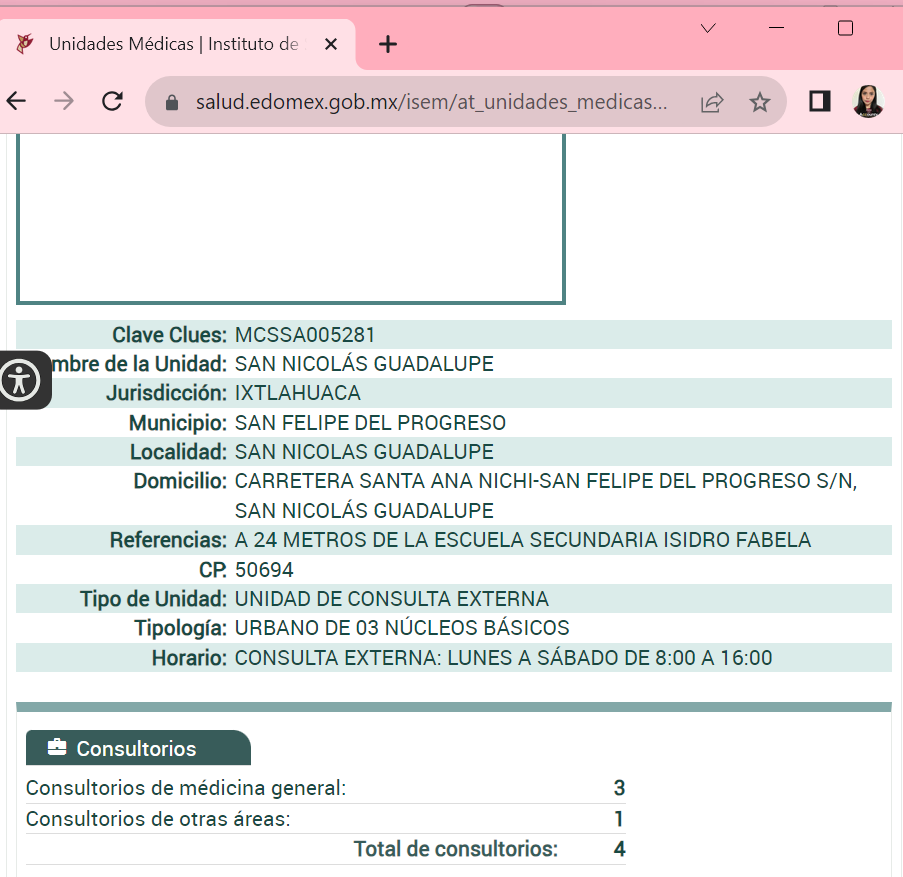 Unidades Médicas | Instituto de
salud.edomex.gob.mx/isem/at_unidades_medicas...
Clave Clues: MCSSA005281
mbre de la Unidad: SAN NICOLÁS GUADALUPE
Jurisdicción: IXTLAHUACA
Municipio: SAN FELIPE DEL PROGRESO
Localidad: SAN NICOLAS GUADALUPE
Domicilio: CARRETERA SANTA ANA NICHI-SAN FELIPE DEL PROGRESO S/N,
SAN NICOLÁS GUADALUPE
Referencias: A 24 METROS DE LA ESCUELA SECUNDARIA ISIDRO FABELA
CP: 50694
Tipo de Unidad: UNIDAD DE CONSULTA EXTERNA
Tipología: URBANO DE 03 NÚCLEOS BÁSICOS
Horario: CONSULTA EXTERNA: LUNES A SÁBADO DE 8:00 A 16:00
Consultorios
Consultorios de médicina general: 3
Consultorios de otras áreas: 1
Total de consultorios: 4